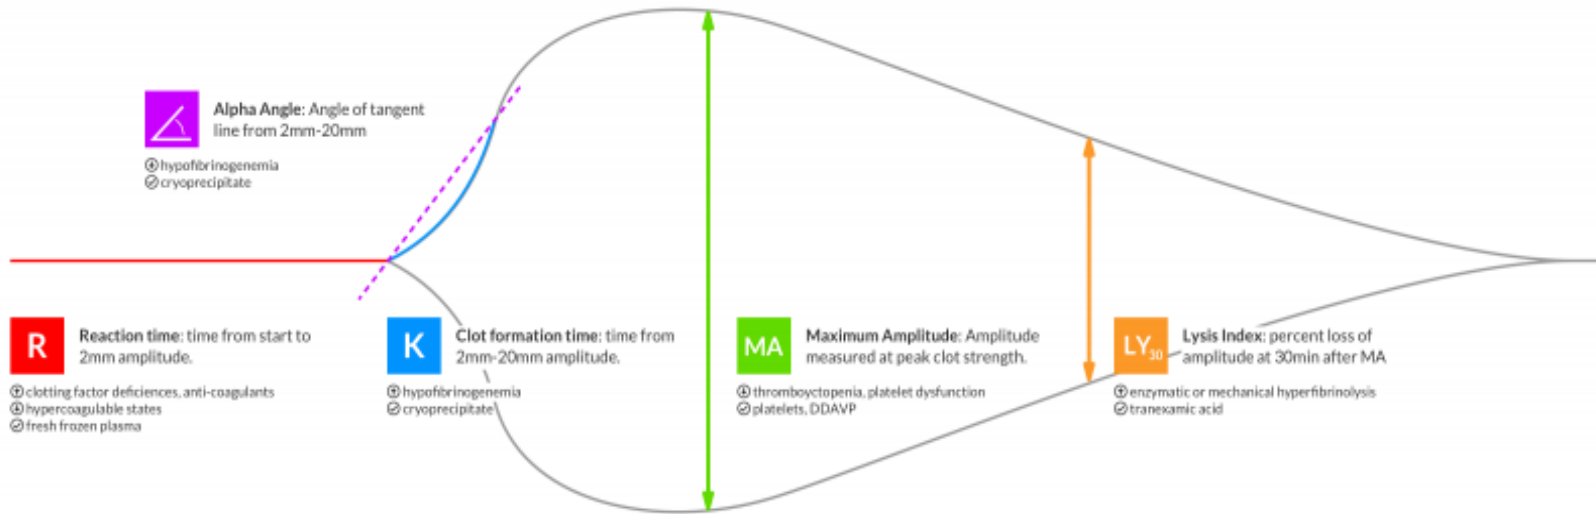 Alpha Angle: Angle of tangent
line from 2mm-20mm
hypofibrinogenemia
cryoprecipitate
R
Reaction time: time from start to
2mm amplitude.
clotting factor deficiences, anti-coagulants
hypercoagulable states
fresh frozen plasma
K
Clot formation time: time from
2mm-20mm amplitude.
hypofibrinogenemia
cryoprecipitate
MA
Maximum Amplitude: Amplitude
measured at peak clot strength.
thromboyctopenia, platelet dysfunction
platelets, DDAVP
LY30
Lysis Index: percent loss of
amplitude at 30min after MA
enzymatic or mechanical hyperfibrinolysis
tranexamic acid